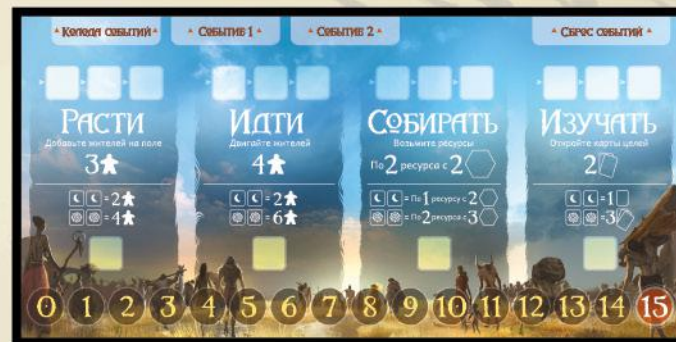 Колода событий
Событие 1
Событие 2
Сброс событий
Расти
Добавьте жителей на поле
3
= 2
= 4
Идти
Двигайте жителей
4
= 2
= 6
Собирать
Возьмите ресурсы
По 2 ресурса с 2
= По 1 ресурсу с 2
= По 2 ресурса с 3
Изучать
Откройте карты целей
2
= 1
= 3
0 1 2 3 4 5 6 7 8 9 10 11 12 13 14 15